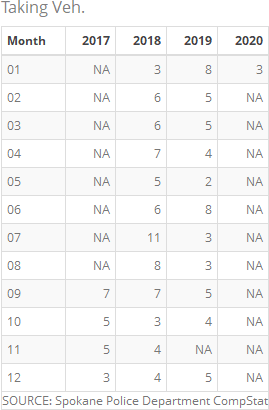 Taking Veh.
Month 2017 2018 2019 2020
01 NA 3 8 3
02 NA 6 5 NA
03 NA 6 5 NA
04 NA 7 4 NA
05 NA 5 2 NA
06 NA 6 8 NA
07 NA 11 3 NA
08 NA 8 3 NA
09 7 7 5 NA
10 5 3 4 NA
11 5 4 NA NA
12 3 4 5 NA
SOURCE: Spokane Police Department CompStat